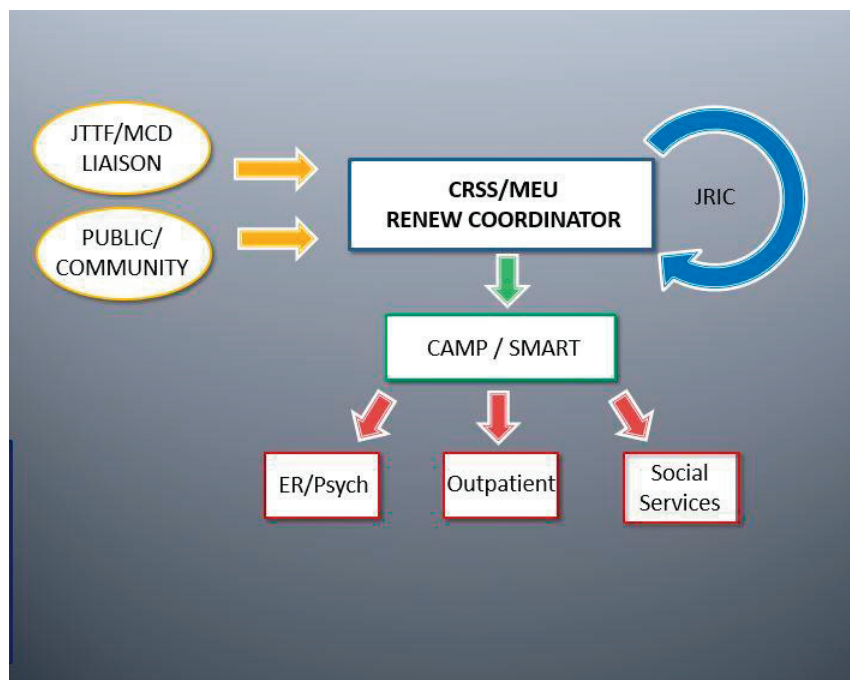 JTTF/MCD
LIAISON
PUBLIC/
COMMUNITY
CRSS/MEU
RENEW COORDINATOR
JRIC
CAMP / SMART
ER/Psych
Outpatient
Social
Services